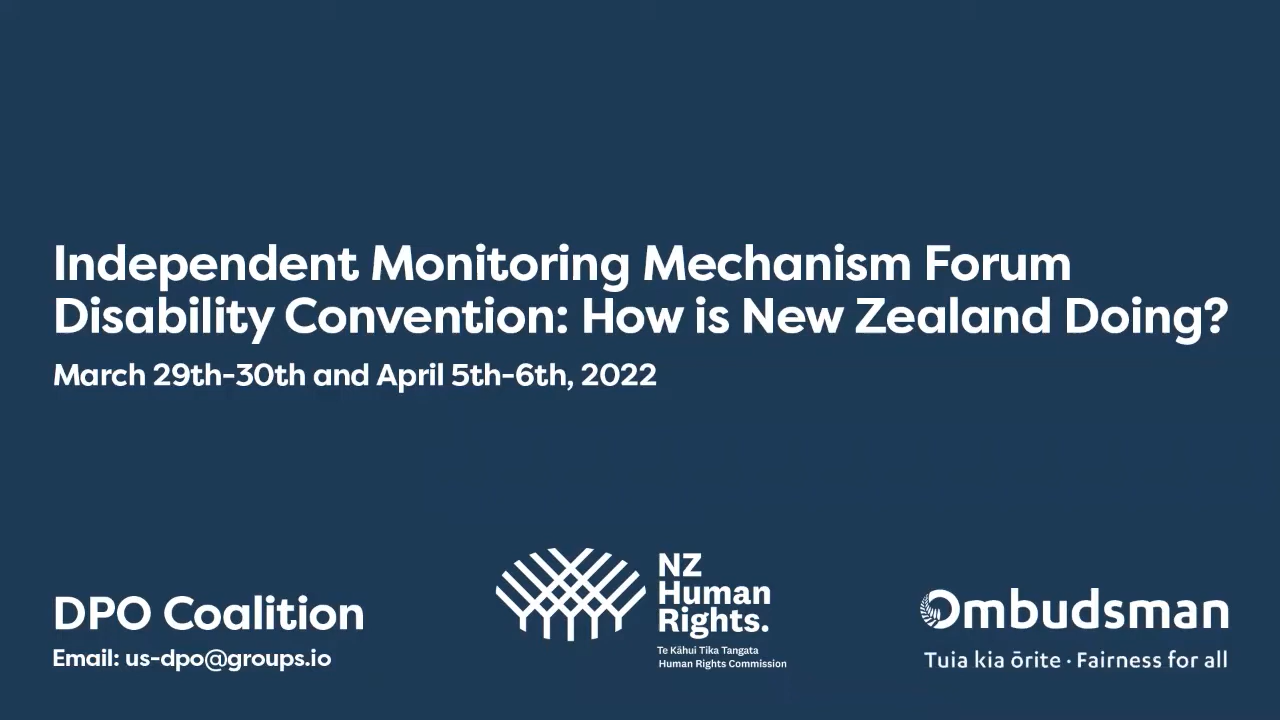 Independent Monitoring Mechanism Forum
Disability Convention: How is New Zealand Doing?
March 29th-30th and April 5th-6th, 2022
DPO Coalition
Email: us-dpo@groups.io
NZ
Human
Rights.
Te Kāhui Tika Tangata
Human Rights Commission
Ombudsman
Tuia kia ōrite · Fairness for all